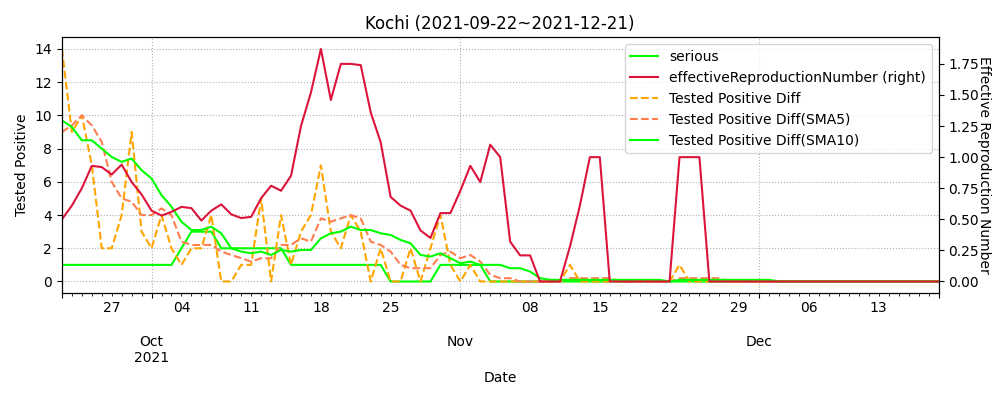 Kochi (2021-09-22~2021-12-21)
serious
effectiveReproductionNumber (right)
Tested Positive Diff
Tested Positive Diff(SMA5)
Tested Positive Diff(SMA10)
Tested Positive
14
12
10
8
6
4
2
0
Effective Reproduction Number
1.75
1.50
1.25
1.00
0.75
0.50
0.25
0.00
27 04 11 18 25 08 15 22 29 06 13
Oct Nov Dec
2021
Date